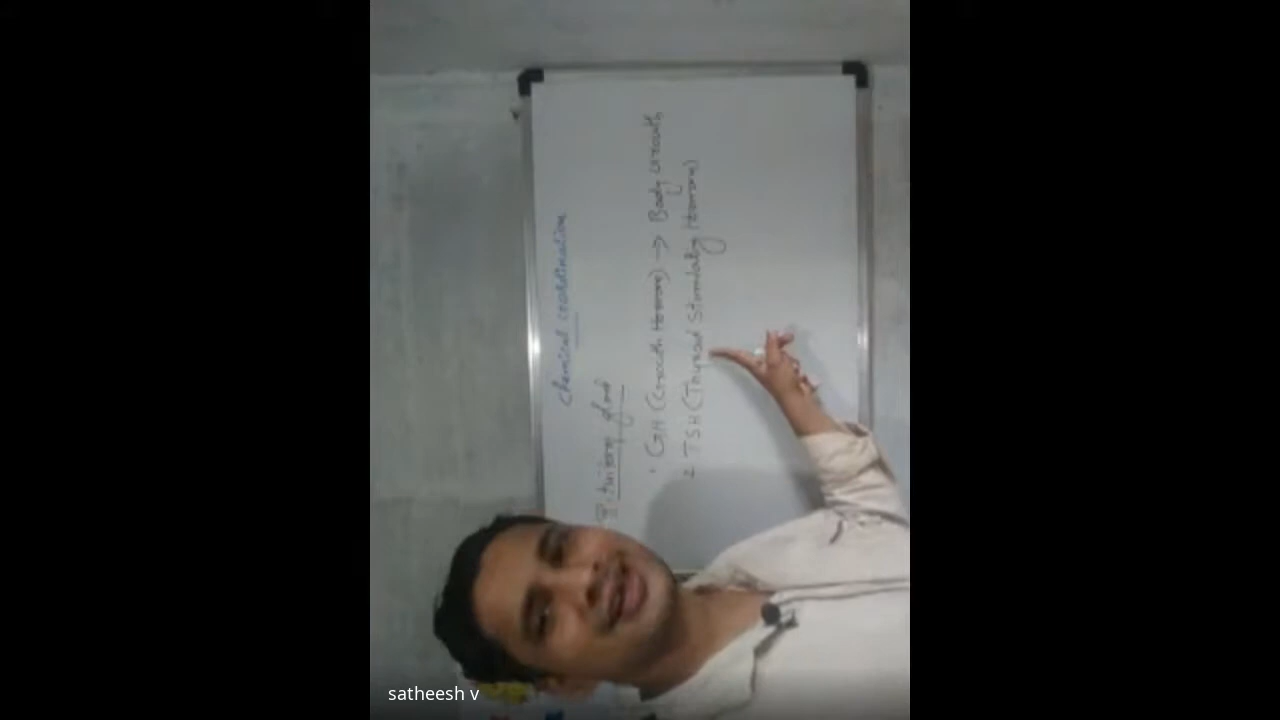 chemical coordination
Pituitary gland
1 GH (Growth Hormone) → Body Growth
2 TSH (Thyroid Stimulating Hormone)
satheesh v